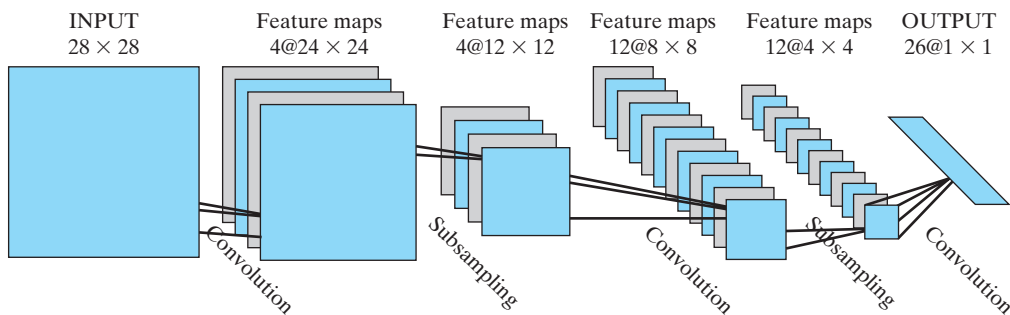 INPUT
28 × 28
Feature maps
4@24 × 24
Feature maps
4@12 × 12
Feature maps
12@8 × 8
Feature maps
12@4 × 4
OUTPUT
26@1 × 1
Convolution
Subsampling
Convolution
Subsampling
Convolution